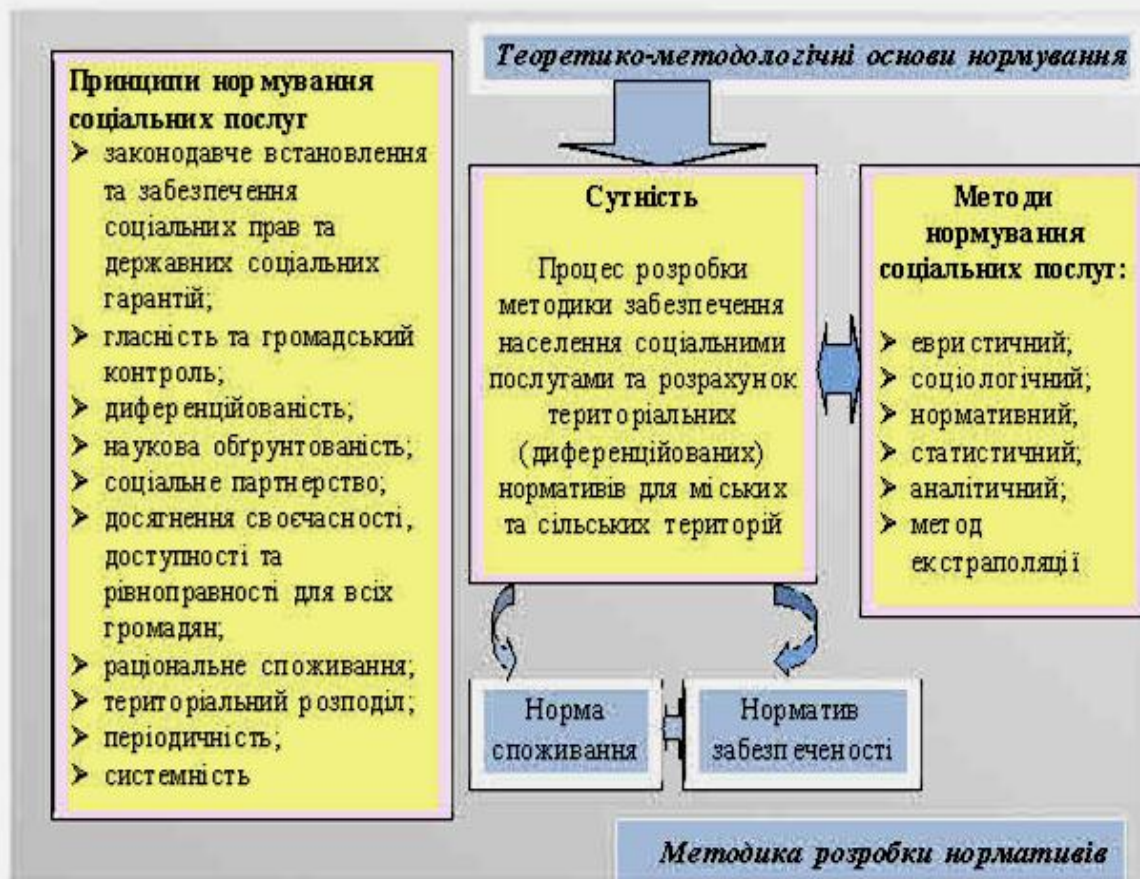 Теоретико-методологічні основи нормування
Принципи нормування
соціальних послуг
➢ законодавче встановлення
та забезпечення
соціальних прав та
державних соціальних
гарантій;
➢ гласність та громадський
контроль;
➢ диференційованість;
➢ наукова обґрунтованість;
➢ соціальне партнерство;
➢ досягнення своєчасності,
доступності та
рівноправності для всіх
громадян;
➢ раціональне споживання;
➢ територіальний розподіл;
➢ періодичність;
➢ системність
Сутність
Процес розробки
методики забезпечення
населення соціальними
послугами та розрахунок
територіальних
(диференційованих)
нормативів для міських
та сільських територій
Методи
нормування
соціальних послуг:
➢ евристичний;
➢ соціологічний;
➢ нормативний;
➢ статистичний;
➢ аналітичний;
➢ метод
екстраполяції
Норма
споживання
Норматив
забезпеченості
Методика розробки нормативів